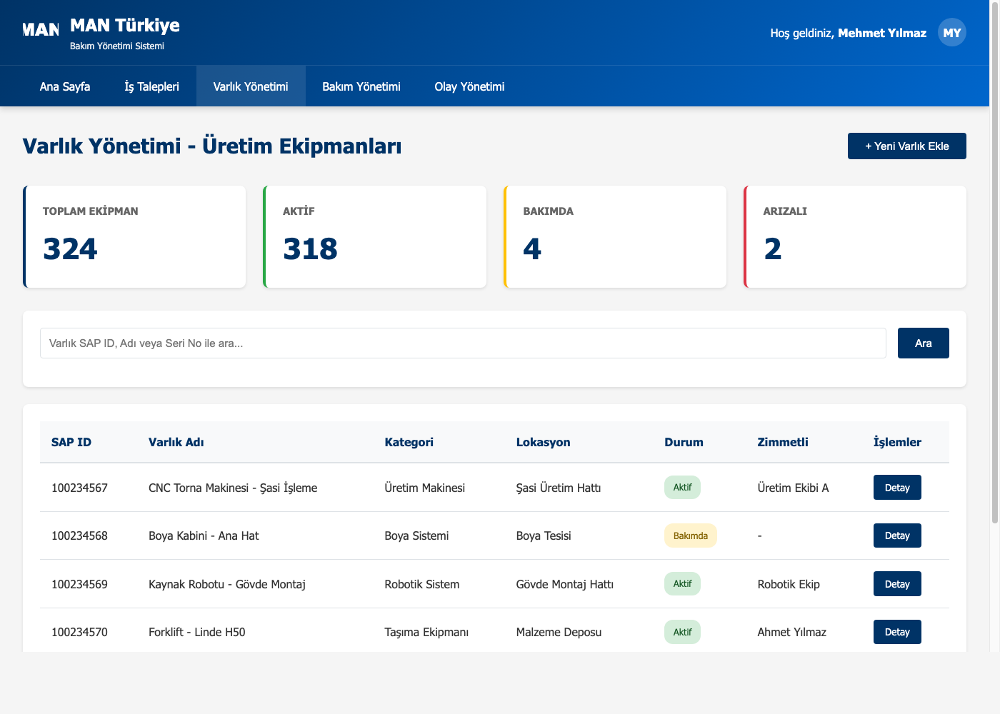 MAN
MAN Türkiye
Bakım Yönetimi Sistemi
Hoş geldiniz, Mehmet Yılmaz
MY
Ana Sayfa
İş Talepleri
Varlık Yönetimi
Bakım Yönetimi
Olay Yönetimi
Varlık Yönetimi - Üretim Ekipmanları
+ Yeni Varlık Ekle
TOPLAM EKİPMAN
324
AKTİF
318
BAKIMDA
4
ARIZALI
2
Varlık SAP ID, Adı veya Seri No ile ara...
Ara
SAP ID Varlık Adı Kategori Lokasyon Durum Zimmetli İşlemler
100234567 CNC Torna Makinesi - Şasi İşleme Üretim Makinesi Şasi Üretim Hattı Aktif Üretim Ekibi A Detay
100234568 Boya Kabini - Ana Hat Boya Sistemi Boya Tesisi Bakımda - Detay
100234569 Kaynak Robotu - Gövde Montaj Robotik Sistem Gövde Montaj Hattı Aktif Robotik Ekip Detay
100234570 Forklift - Linde H50 Taşıma Ekipmanı Malzeme Deposu Aktif Ahmet Yılmaz Detay